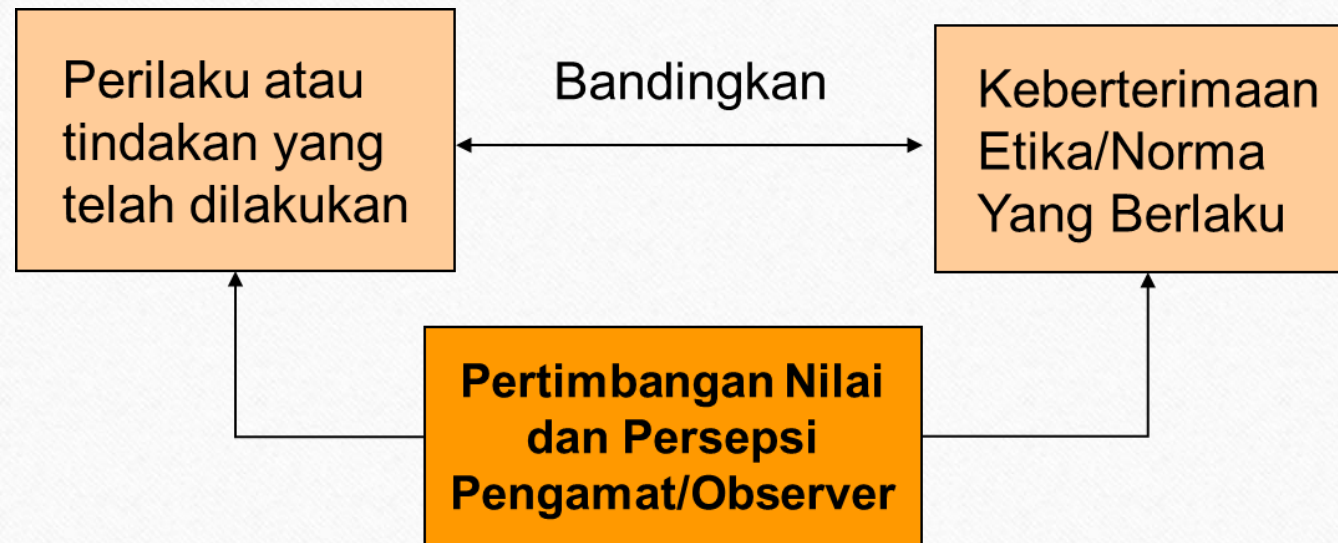 Perilaku atau
tindakan yang
telah dilakukan
Bandingkan
Keberterimaan
Etika/Norma
Yang Berlaku
Pertimbangan Nilai
dan Persepsi
Pengamat/Observer